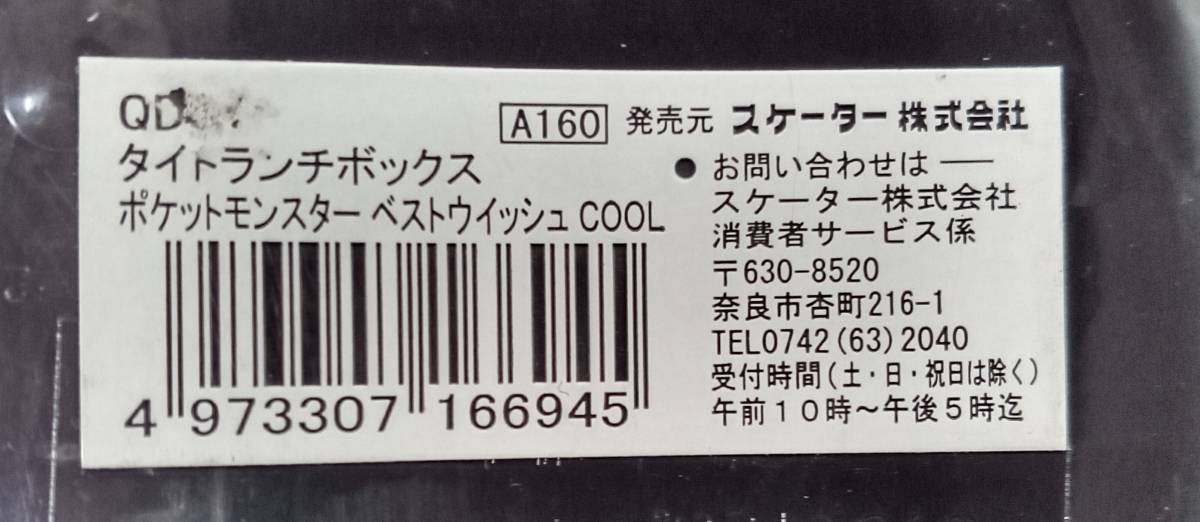 QD
タイトランチボックス
ポケットモンスター ベストウイッシュ COOL
4 973307 166945
A160 発売元 スケーター株式会社
● お問い合わせは ──
スケーター株式会社
消費者サービス係
〒630-8520
奈良市杏町216-1
TEL0742(63)2040
受付時間(土・日・祝日は除く)
午前10時〜午後5時迄